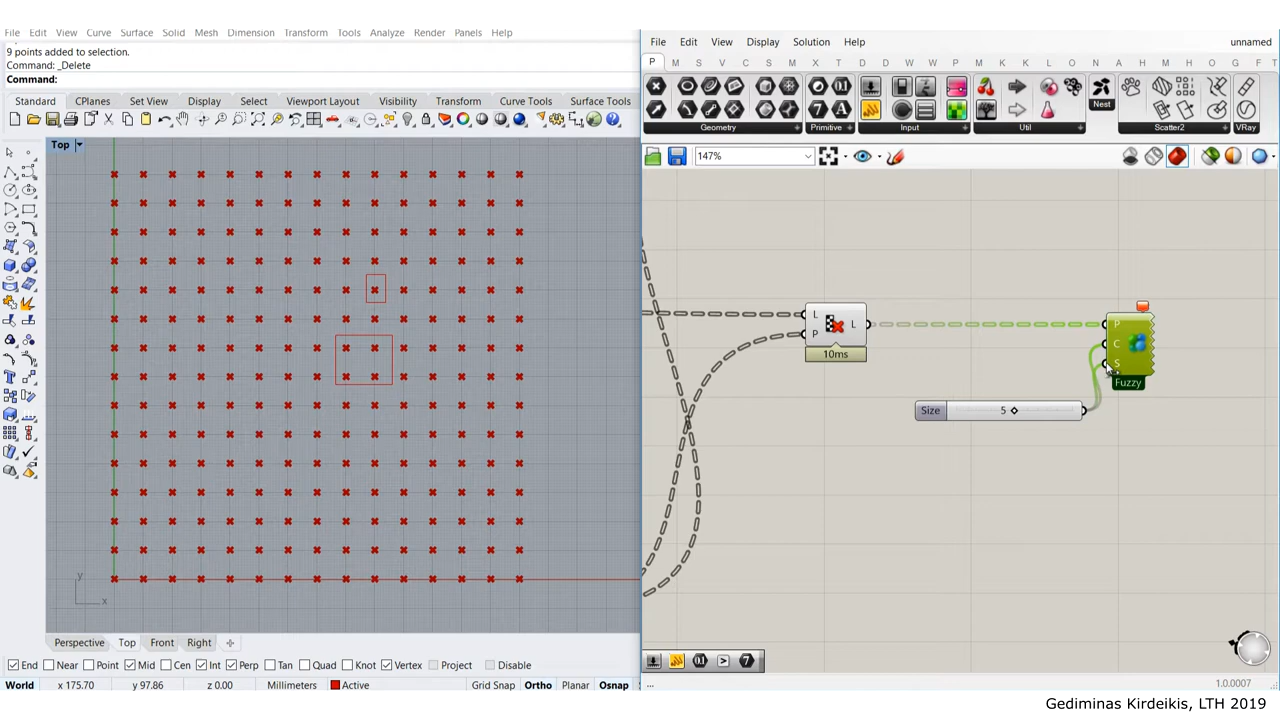 File Edit View Curve Surface Solid Mesh Dimension Transform Tools Analyze Render Panels Help
9 points added to selection.
Command: _Delete
Command:
Standard CPlanes Set View Display Select Viewport Layout Visibility Transform Curve Tools Surface Tools
Top
y
x
Perspective Top Front Right
End Near Point Mid Cen Int Perp Tan Quad Knot Vertex Project Disable
World x 175.70 y 97.86 z 0.00 Millimeters Active Grid Snap Ortho Planar Osnap
File Edit View Display Solution Help unnamed
P M S V C S M I T D D W W P M K E N A H H F T
Geometry Primitive Input Util Nest Scatter2 VRay
147%
L
P
L
10ms
P
C
S
Fuzzy
Size 5
...
1.0.0007
Gediminas Kirdeikis, LTH 2019